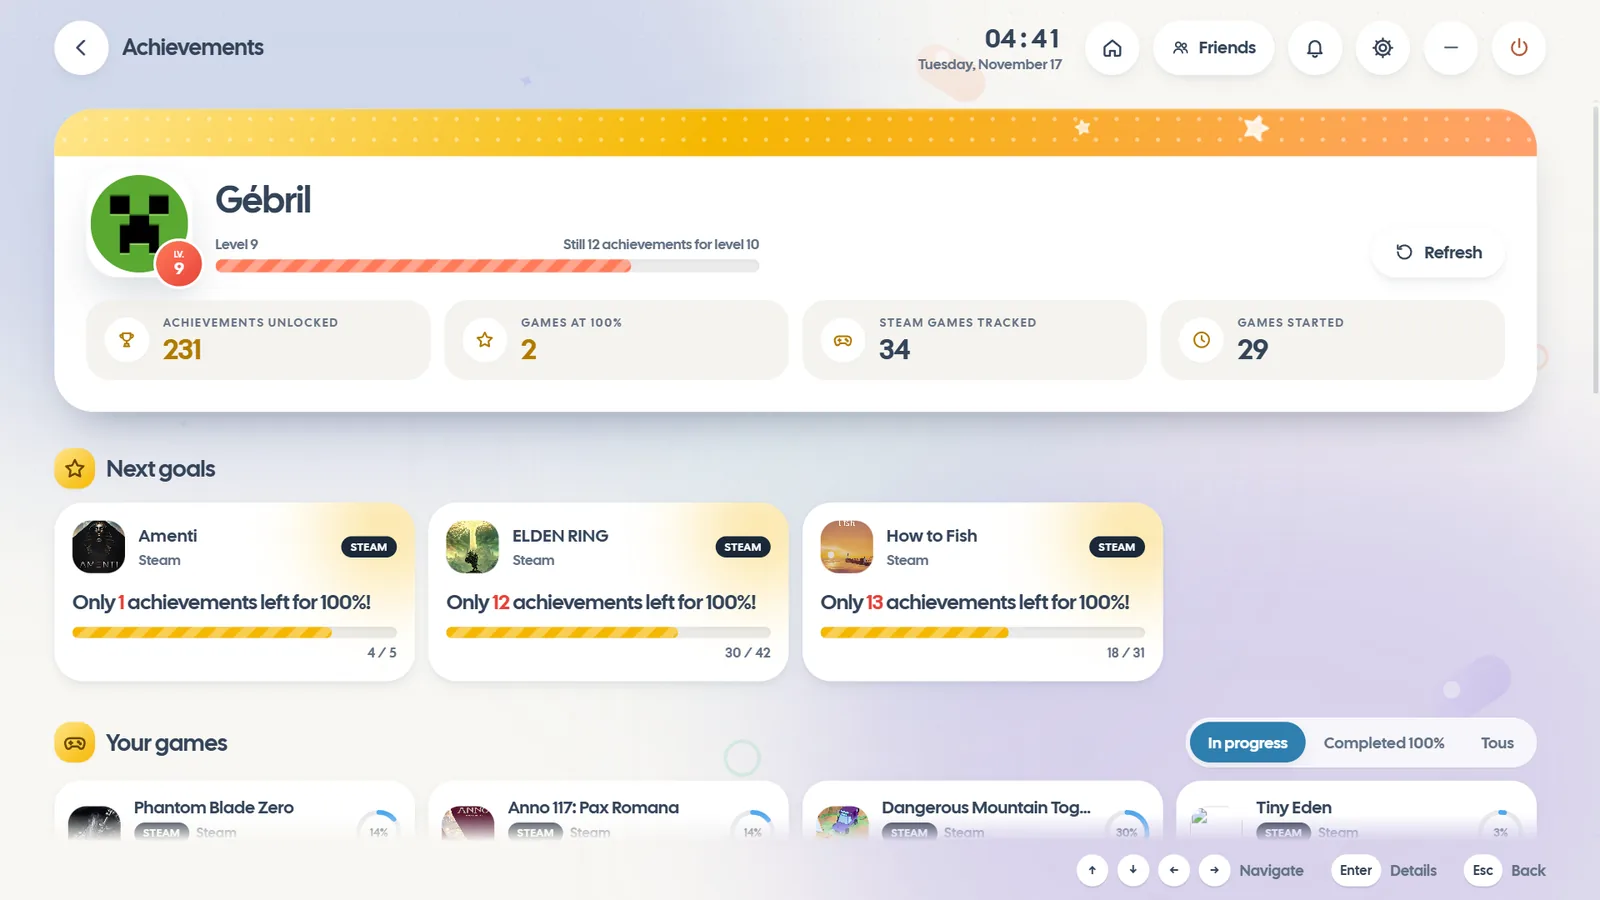 Achievements
04:41
Tuesday, November 17
Friends
Gébril
Level 9
Still 12 achievements for level 10
LV.
9
Refresh
ACHIEVEMENTS UNLOCKED
231
GAMES AT 100%
2
STEAM GAMES TRACKED
34
GAMES STARTED
29
Next goals
Amenti
Steam
STEAM
AMENTI
Only 1 achievements left for 100%!
4 / 5
ELDEN RING
Steam
STEAM
Only 12 achievements left for 100%!
30 / 42
How to Fish
Steam
STEAM
Only 13 achievements left for 100%!
18 / 31
Your games
In progress
Completed 100%
Tous
Phantom Blade Zero
STEAM Steam
14%
ANNO
Anno 117: Pax Romana
STEAM Steam
14%
Dangerous Mountain Tog...
STEAM Steam
30%
Tiny Eden
STEAM Steam
3%
↑ ↓ ← → Navigate
Enter Details
Esc Back